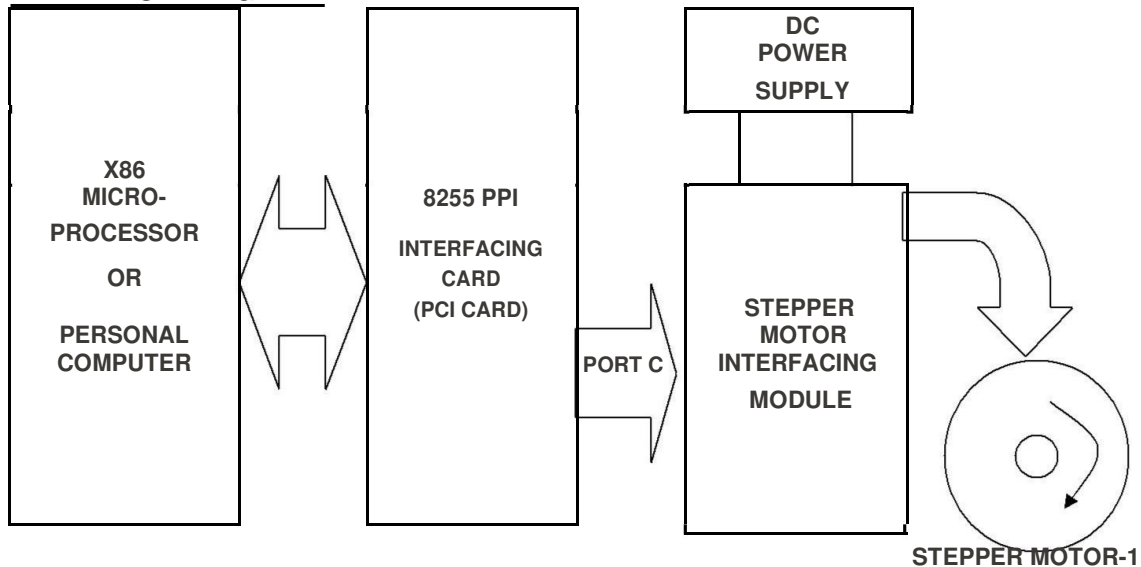 X86
MICRO-
PROCESSOR
OR
PERSONAL
COMPUTER
8255 PPI
INTERFACING
CARD
(PCI CARD)
PORT C
DC
POWER
SUPPLY
STEPPER
MOTOR
INTERFACING
MODULE
STEPPER MOTOR-1